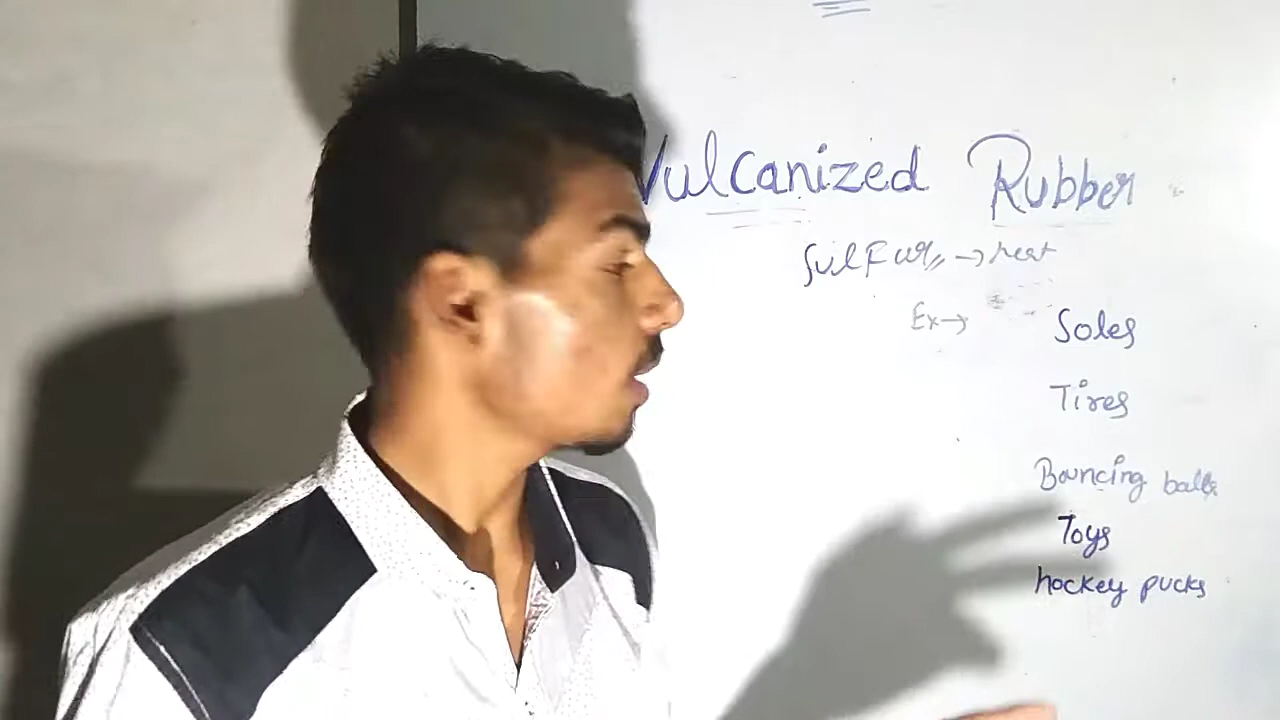 Vulcanized Rubber
Sulfur → heat
Ex →
Soles
Tires
Bouncing balls
Toys
hockey pucks